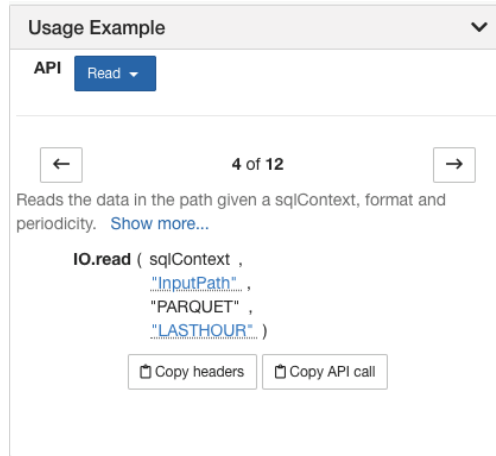 Usage Example
API Read
4 of 12
Reads the data in the path given a sqlContext, format and
periodicity. Show more...
IO.read ( sqlContext ,
"InputPath" ,
"PARQUET" ,
"LASTHOUR" )
Copy headers Copy API call